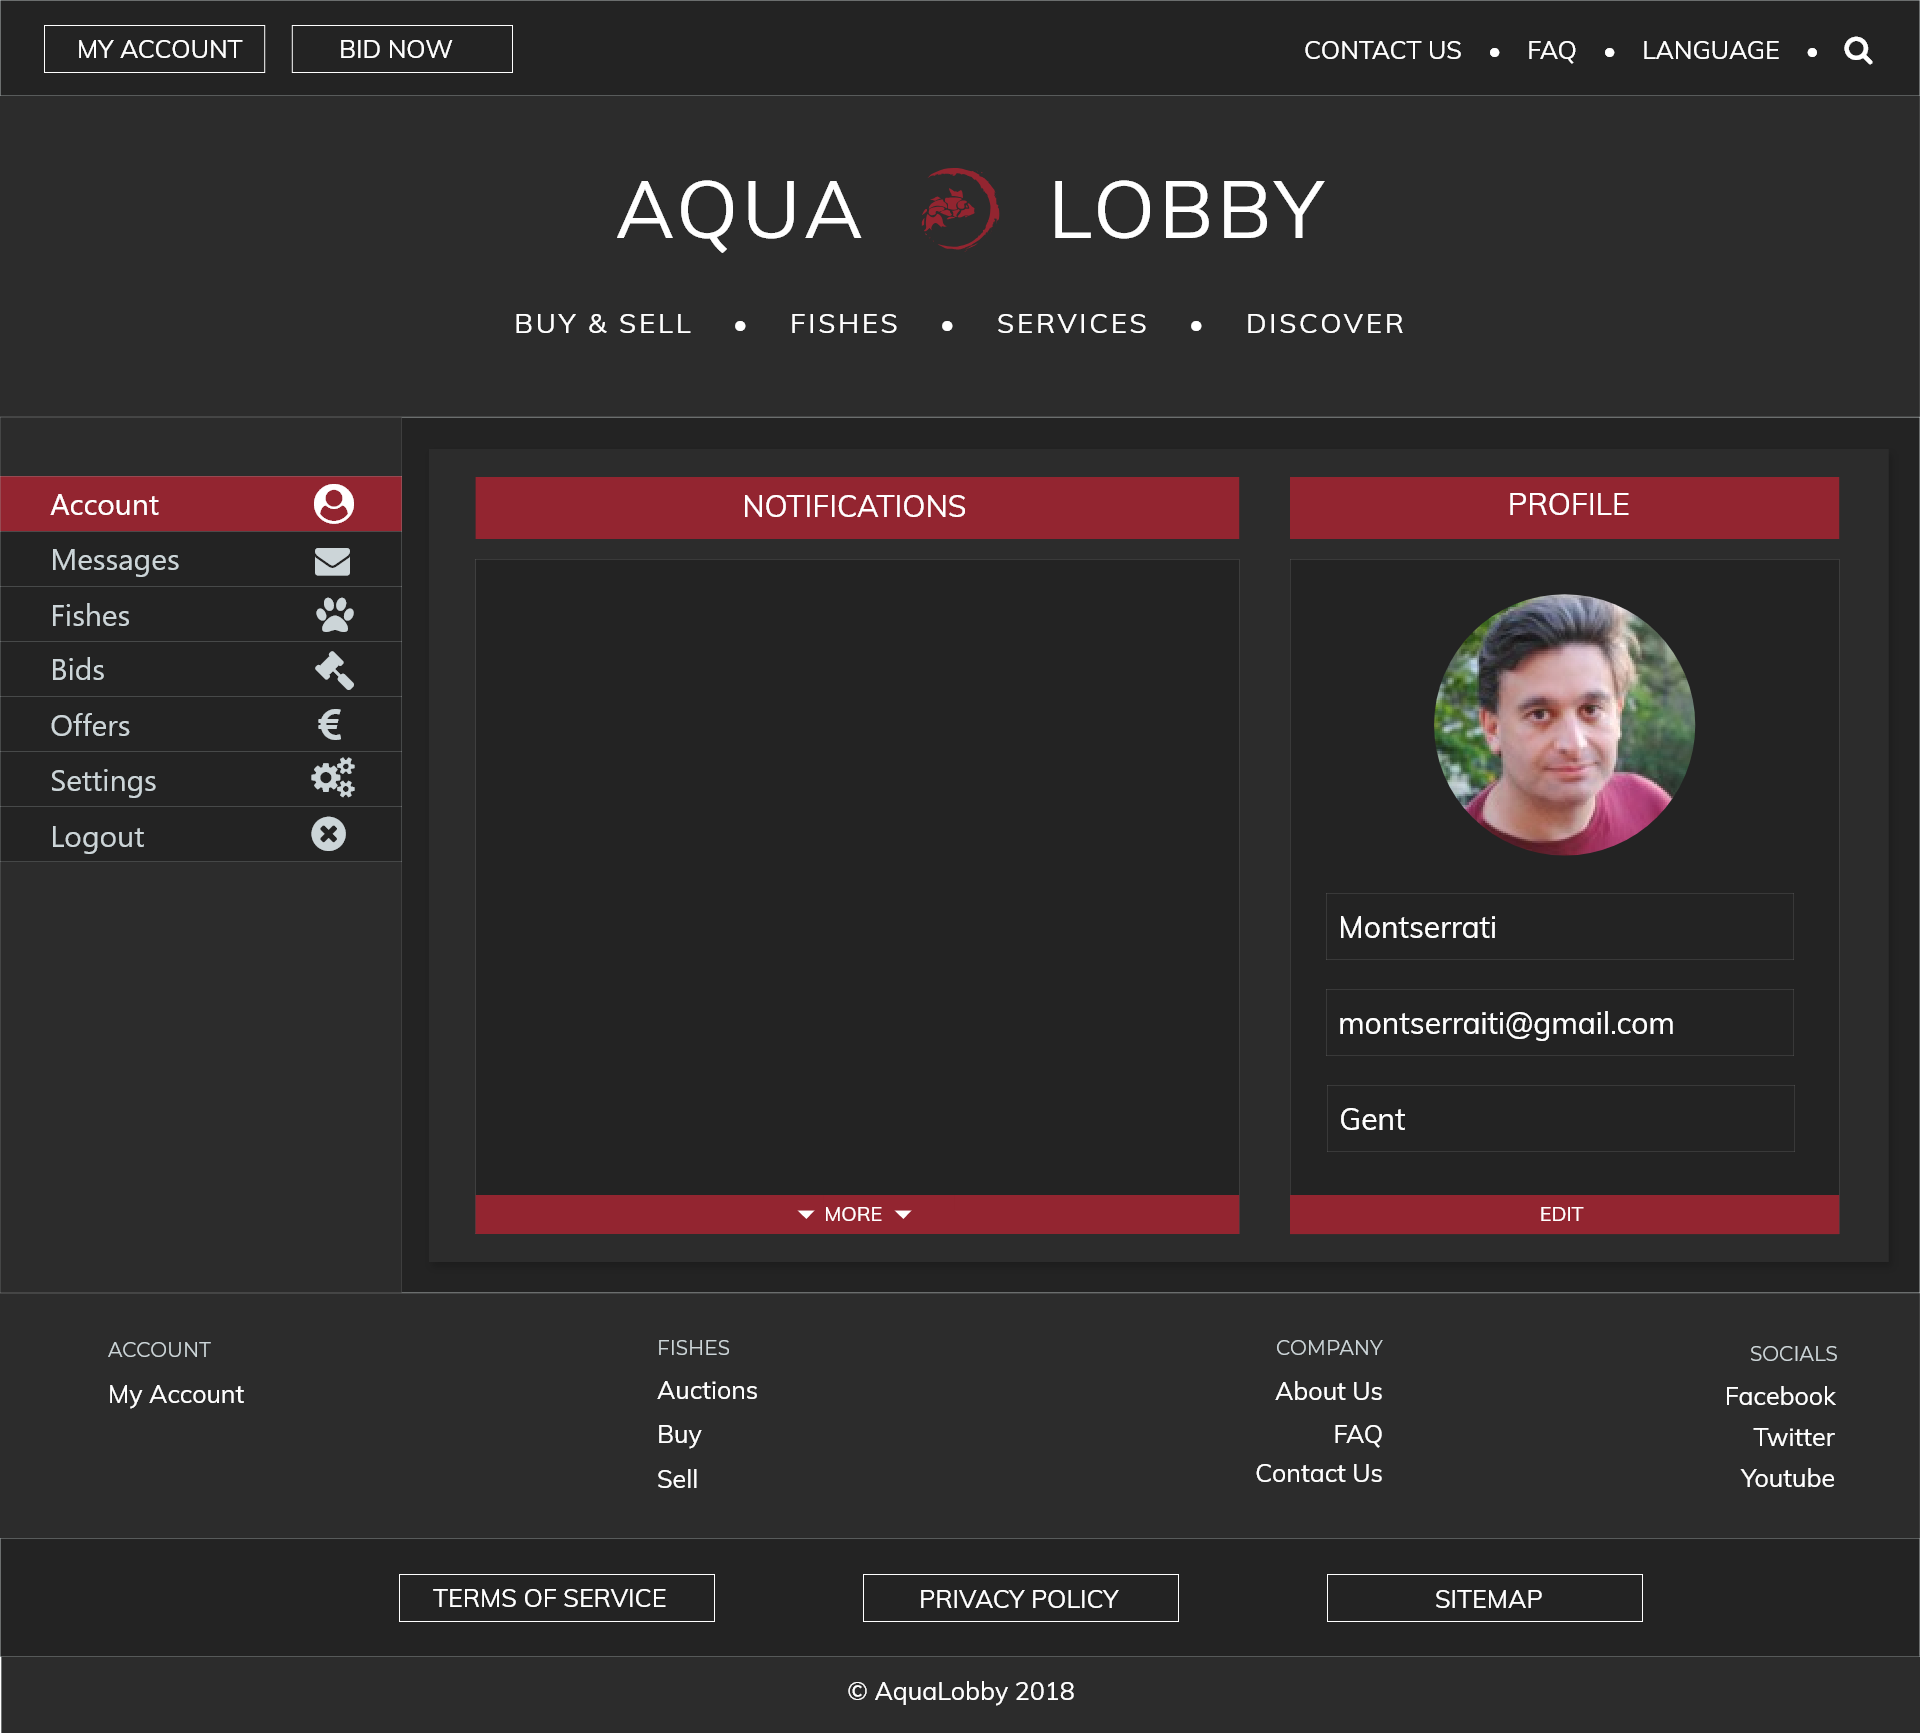 MY ACCOUNT
BID NOW
CONTACT US • FAQ • LANGUAGE •
AQUA LOBBY
BUY & SELL • FISHES • SERVICES • DISCOVER
Account
Messages
Fishes
Bids
Offers
€
Settings
Logout
NOTIFICATIONS
MORE
PROFILE
Montserrati
montserraiti@gmail.com
Gent
EDIT
ACCOUNT
My Account
FISHES
Auctions
Buy
Sell
COMPANY
About Us
FAQ
Contact Us
SOCIALS
Facebook
Twitter
Youtube
TERMS OF SERVICE
PRIVACY POLICY
SITEMAP
© AquaLobby 2018